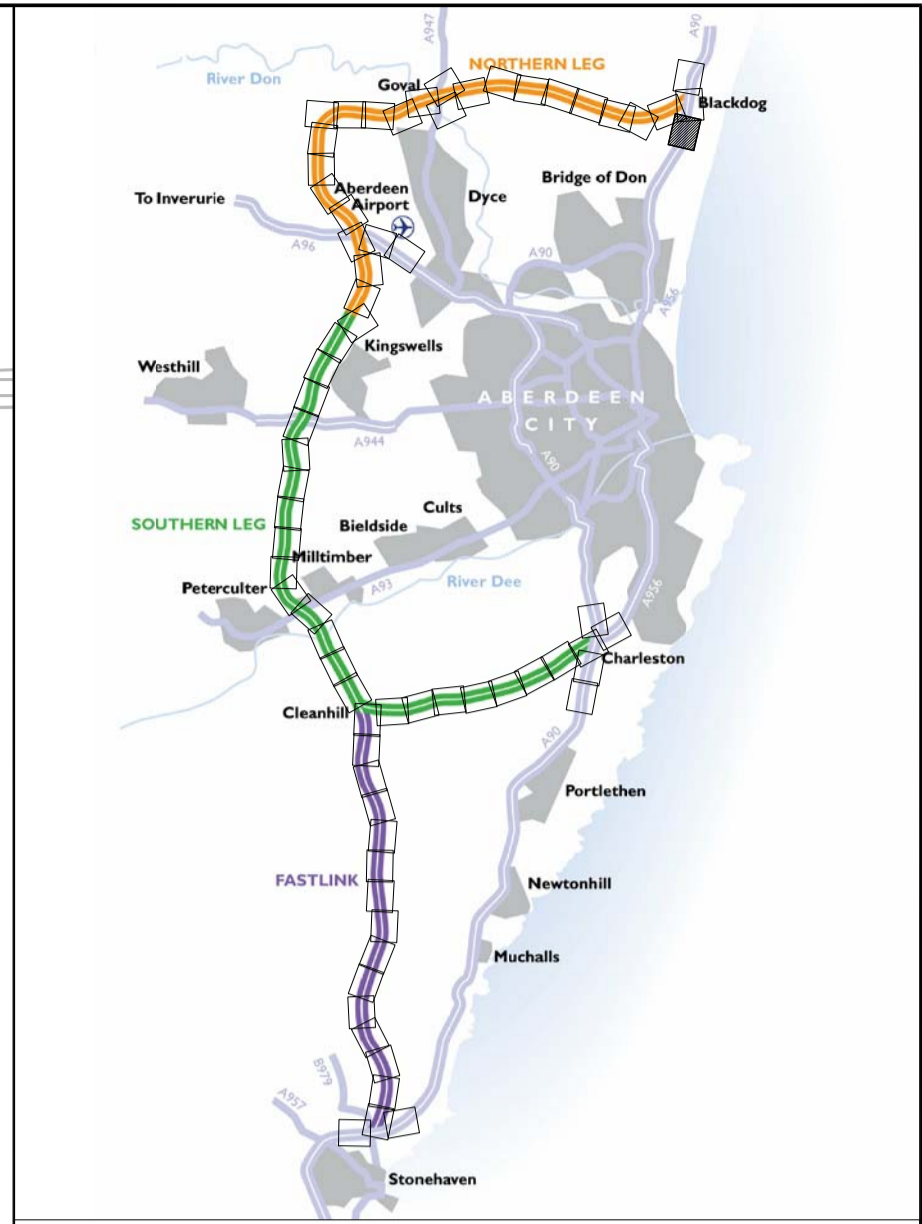 A947
A90
NORTHERN LEG
River Don
Goval
Blackdog
Aberdeen
Airport
Dyce
Bridge of Don
To Inverurie
A96
A90
A956
Kingswells
Westhill
ABERDEEN
CITY
A944
A90
SOUTHERN LEG
Cults
Bieldside
Milltimber
Peterculter
A93
River Dee
A956
Charleston
Cleanhill
A90
Portlethen
FASTLINK
Newtonhill
Muchalls
B979
A957
Stonehaven